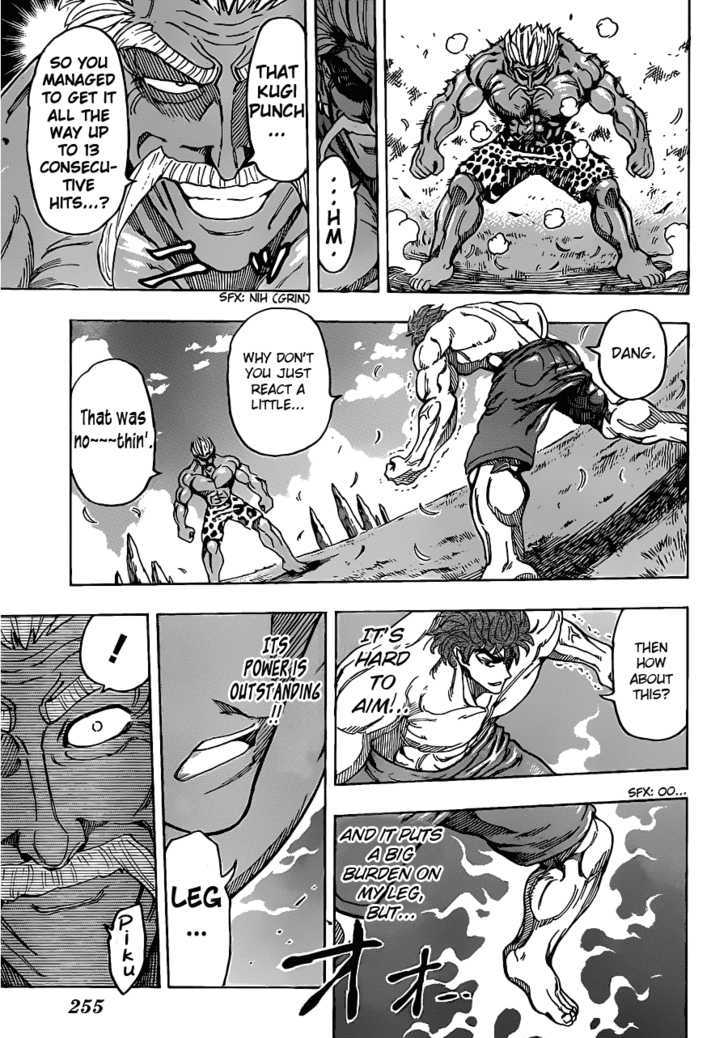 ...HM.
THAT
KUGI
PUNCH
...
SO YOU
MANAGED
TO GET IT
ALL THE
WAY UP
TO 13
CONSECU-
TIVE
HITS...?
ニッ
SFX: NIH (GRIN)
DANG.
WHY DON'T
YOU JUST
REACT A
LITTLE...
That was
no~~~thin'.
THEN
HOW
ABOUT
THIS?
IT'S
HARD
TO
AIM...
SFX: OO...
AND IT PUTS
A BIG
BURDEN ON
MY LEG,
BUT...
オオ...
ITS
POWER IS
OUTSTANDING
!!
LEG
...
!
Piku
255